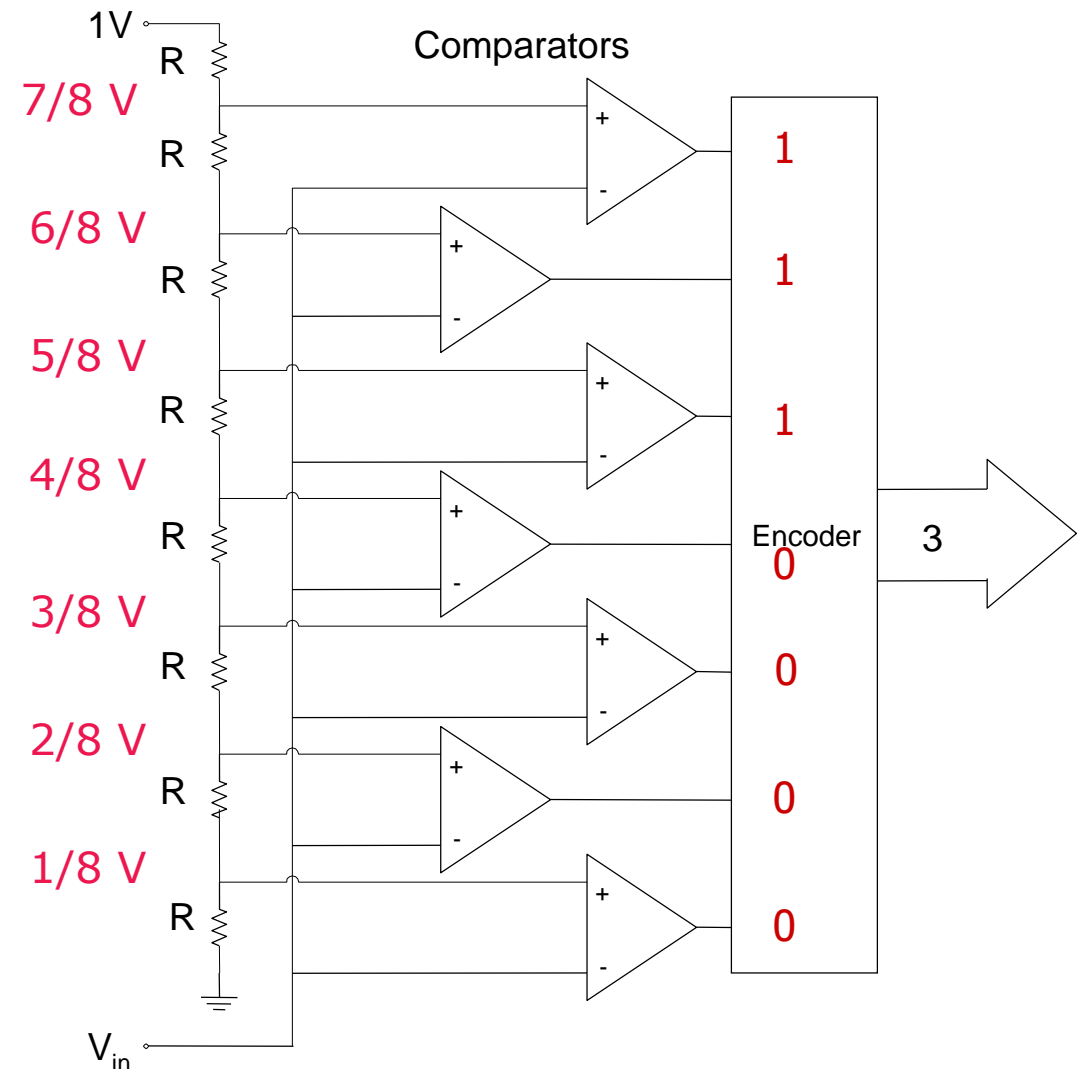 1V
Comparators
R
7/8 V
+
1
R
-
6/8 V
+
1
R
-
5/8 V
+
1
R
-
4/8 V
+
Encoder
3
R
0
-
3/8 V
+
R
0
-
2/8 V
+
R
0
-
1/8 V
+
R
0
-
Vin